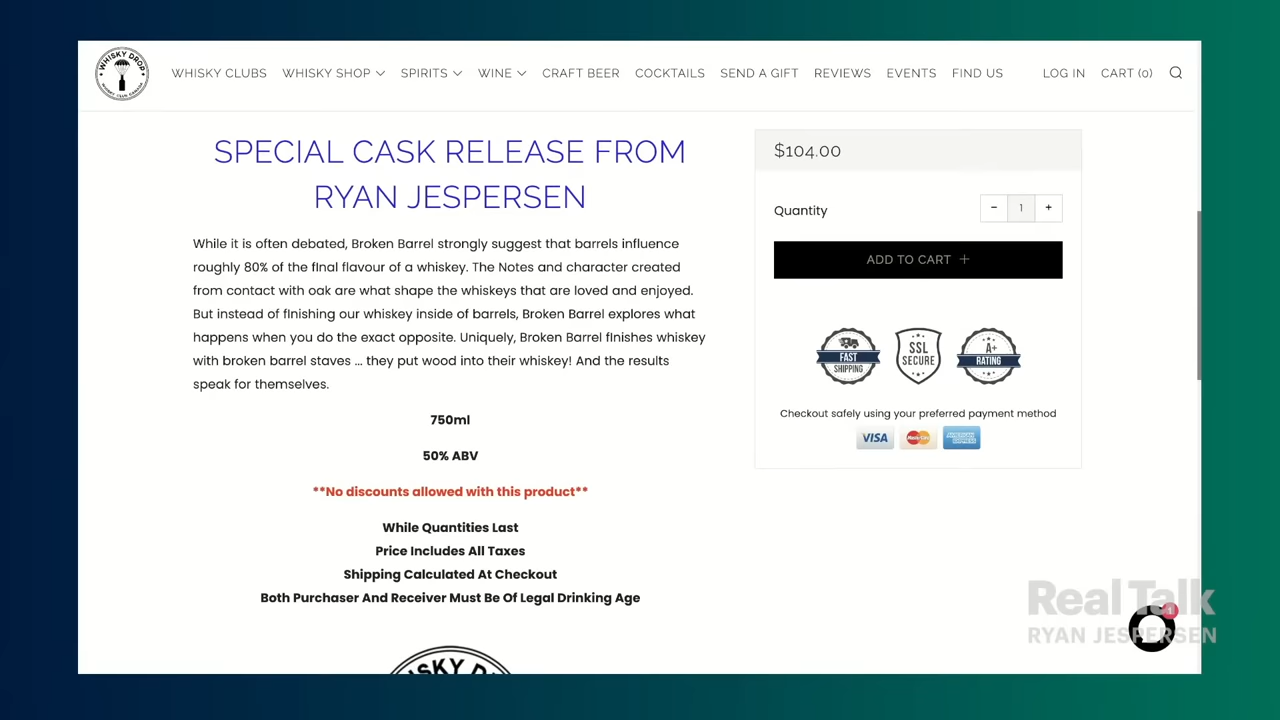 WHISKY DROP
WHISKY CLUBS WHISKY SHOP SPIRITS WINE CRAFT BEER COCKTAILS SEND A GIFT REVIEWS EVENTS FIND US LOG IN CART (0)
SPECIAL CASK RELEASE FROM
RYAN JESPERSEN
While it is often debated, Broken Barrel strongly suggest that barrels influence
roughly 80% of the final flavour of a whiskey. The Notes and character created
from contact with oak are what shape the whiskeys that are loved and enjoyed.
But instead of finishing our whiskey inside of barrels, Broken Barrel explores what
happens when you do the exact opposite. Uniquely, Broken Barrel finishes whiskey
with broken barrel staves ... they put wood into their whiskey! And the results
speak for themselves.
750ml
50% ABV
**No discounts allowed with this product**
While Quantities Last
Price Includes All Taxes
Shipping Calculated At Checkout
Both Purchaser And Receiver Must Be Of Legal Drinking Age
$104.00
Quantity - 1 +
ADD TO CART +
FAST
SHIPPING
SSL
SECURE
A+
RATING
Checkout safely using your preferred payment method
VISA MasterCard
Real Talk
1
RYAN JESPERSEN